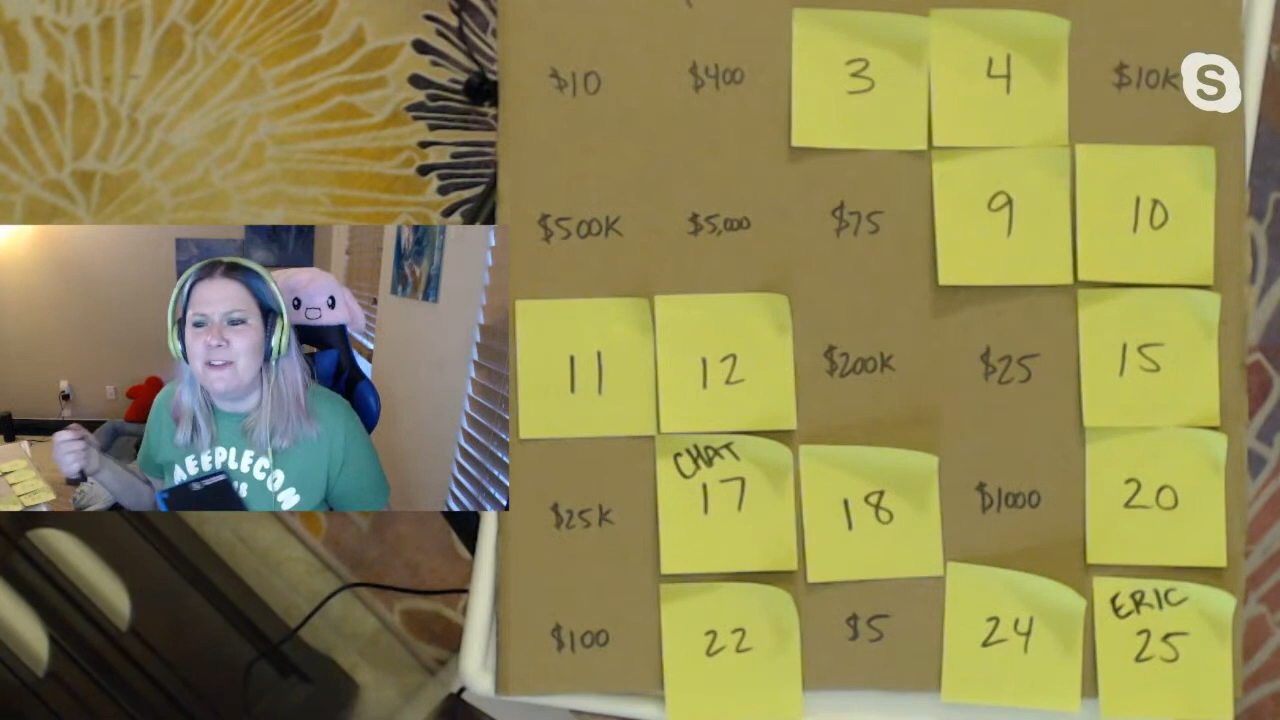 $10 $400 3 4 $10K
$500K $5,000 $75 9 10
11 12 $200K $25 15
CHAT
$25K 17 18 $1000 20
ERIC
$100 22 $5 24 25
MEEPLECON